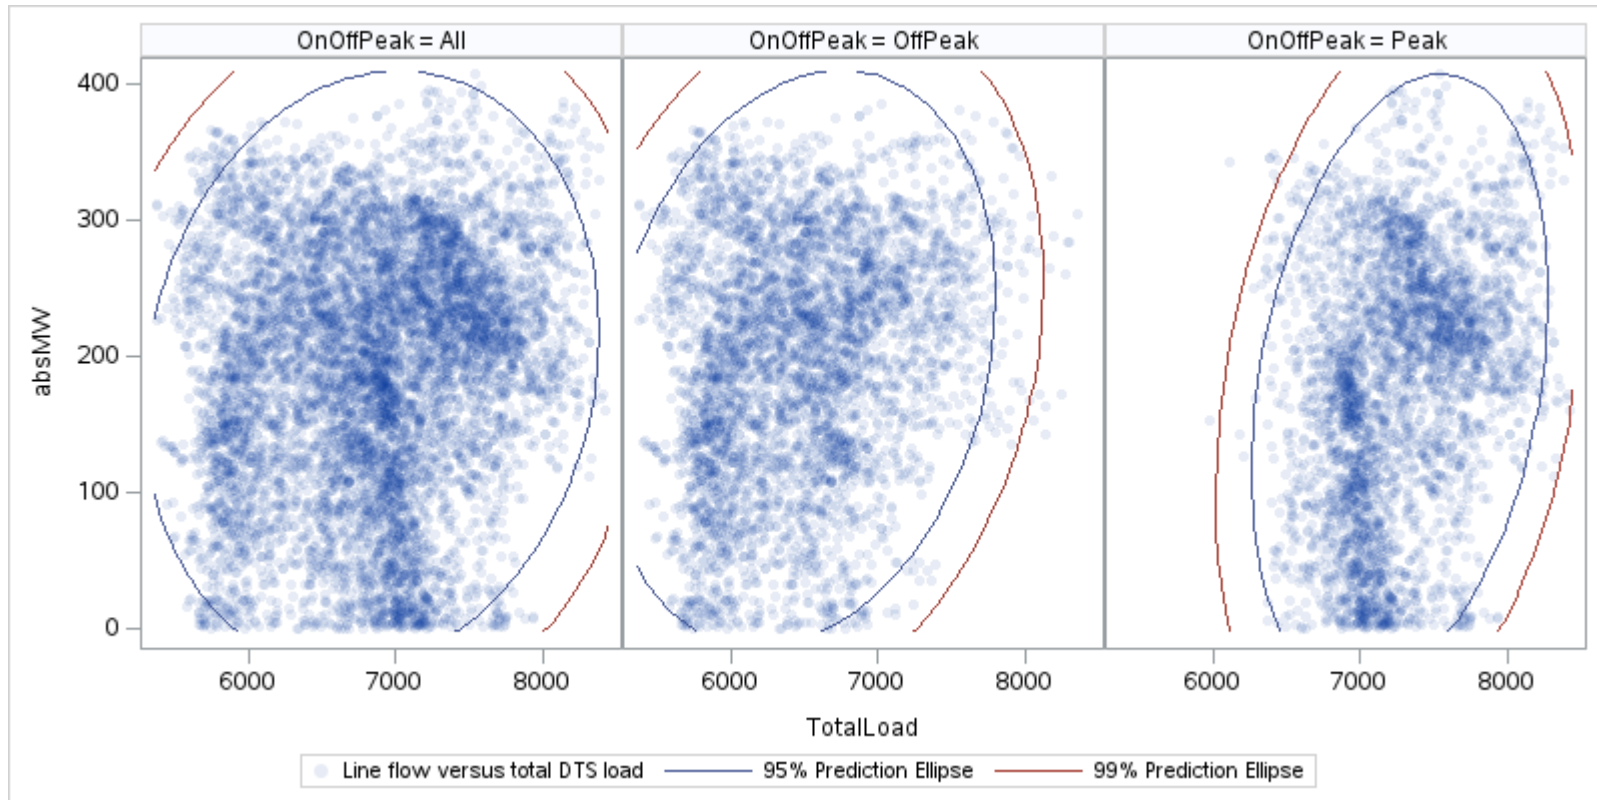 OnOffPeak = All
OnOffPeak = OffPeak
OnOffPeak = Peak
400
300
200
100
0
absMW
6000 7000 8000
6000 7000 8000
6000 7000 8000
TotalLoad
Line flow versus total DTS load
95% Prediction Ellipse
99% Prediction Ellipse